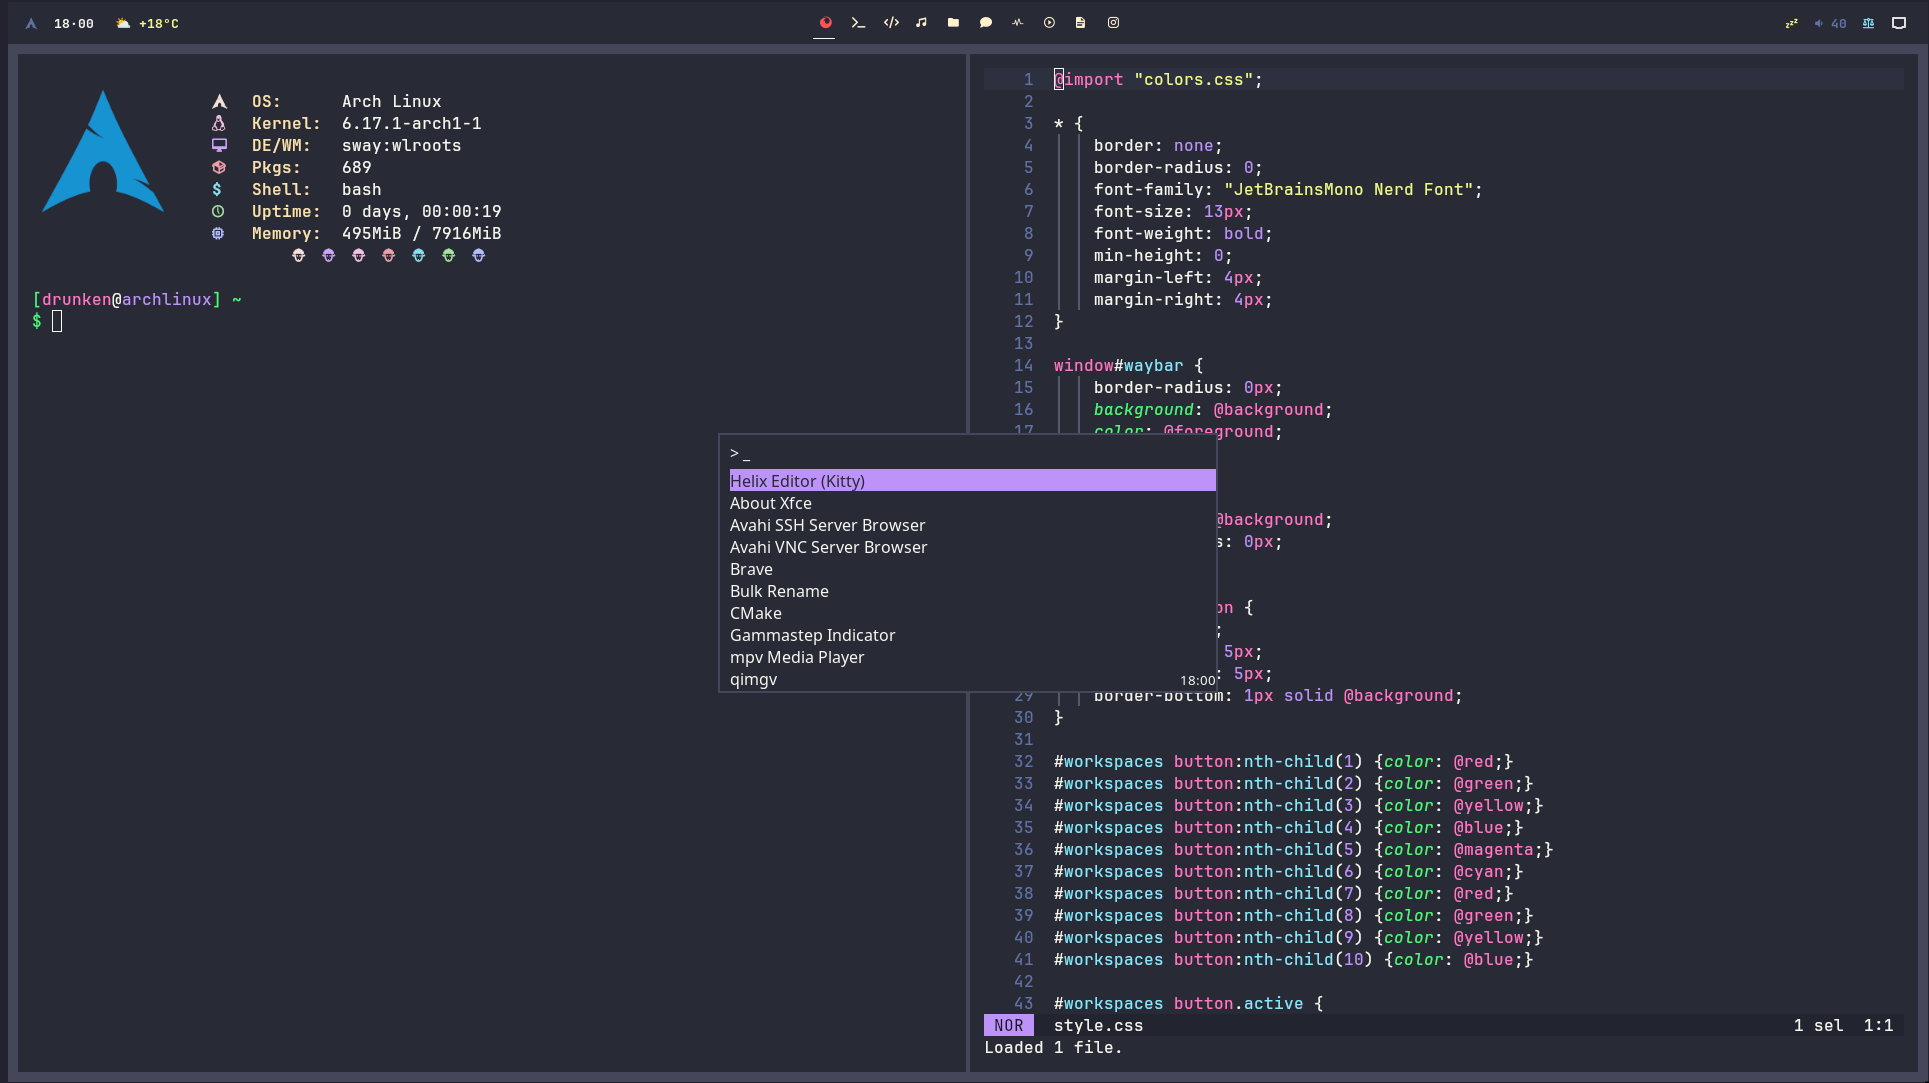 18·00 +18°C
40
OS: Arch Linux
Kernel: 6.17.1-arch1-1
DE/WM: sway:wlroots
Pkgs: 689
Shell: bash
Uptime: 0 days, 00:00:19
Memory: 495MiB / 7916MiB
[drunken@archlinux] ~
$
1 @import "colors.css";
2
3 * {
4 border: none;
5 border-radius: 0;
6 font-family: "JetBrainsMono Nerd Font";
7 font-size: 13px;
8 font-weight: bold;
9 min-height: 0;
10 margin-left: 4px;
11 margin-right: 4px;
12 }
13
14 window#waybar {
15 border-radius: 0px;
16 background: @background;
17 color: @foreground;
>_
Helix Editor (Kitty)
About Xfce
Avahi SSH Server Browser
Avahi VNC Server Browser
Brave
Bulk Rename
CMake
Gammastep Indicator
mpv Media Player
qimgv
18:00
@background;
s: 0px;
on {
;
5px;
: 5px;
29 border-bottom: 1px solid @background;
30 }
31
32 #workspaces button:nth-child(1) {color: @red;}
33 #workspaces button:nth-child(2) {color: @green;}
34 #workspaces button:nth-child(3) {color: @yellow;}
35 #workspaces button:nth-child(4) {color: @blue;}
36 #workspaces button:nth-child(5) {color: @magenta;}
37 #workspaces button:nth-child(6) {color: @cyan;}
38 #workspaces button:nth-child(7) {color: @red;}
39 #workspaces button:nth-child(8) {color: @green;}
40 #workspaces button:nth-child(9) {color: @yellow;}
41 #workspaces button:nth-child(10) {color: @blue;}
42
43 #workspaces button.active {
NOR style.css 1 sel 1:1
Loaded 1 file.